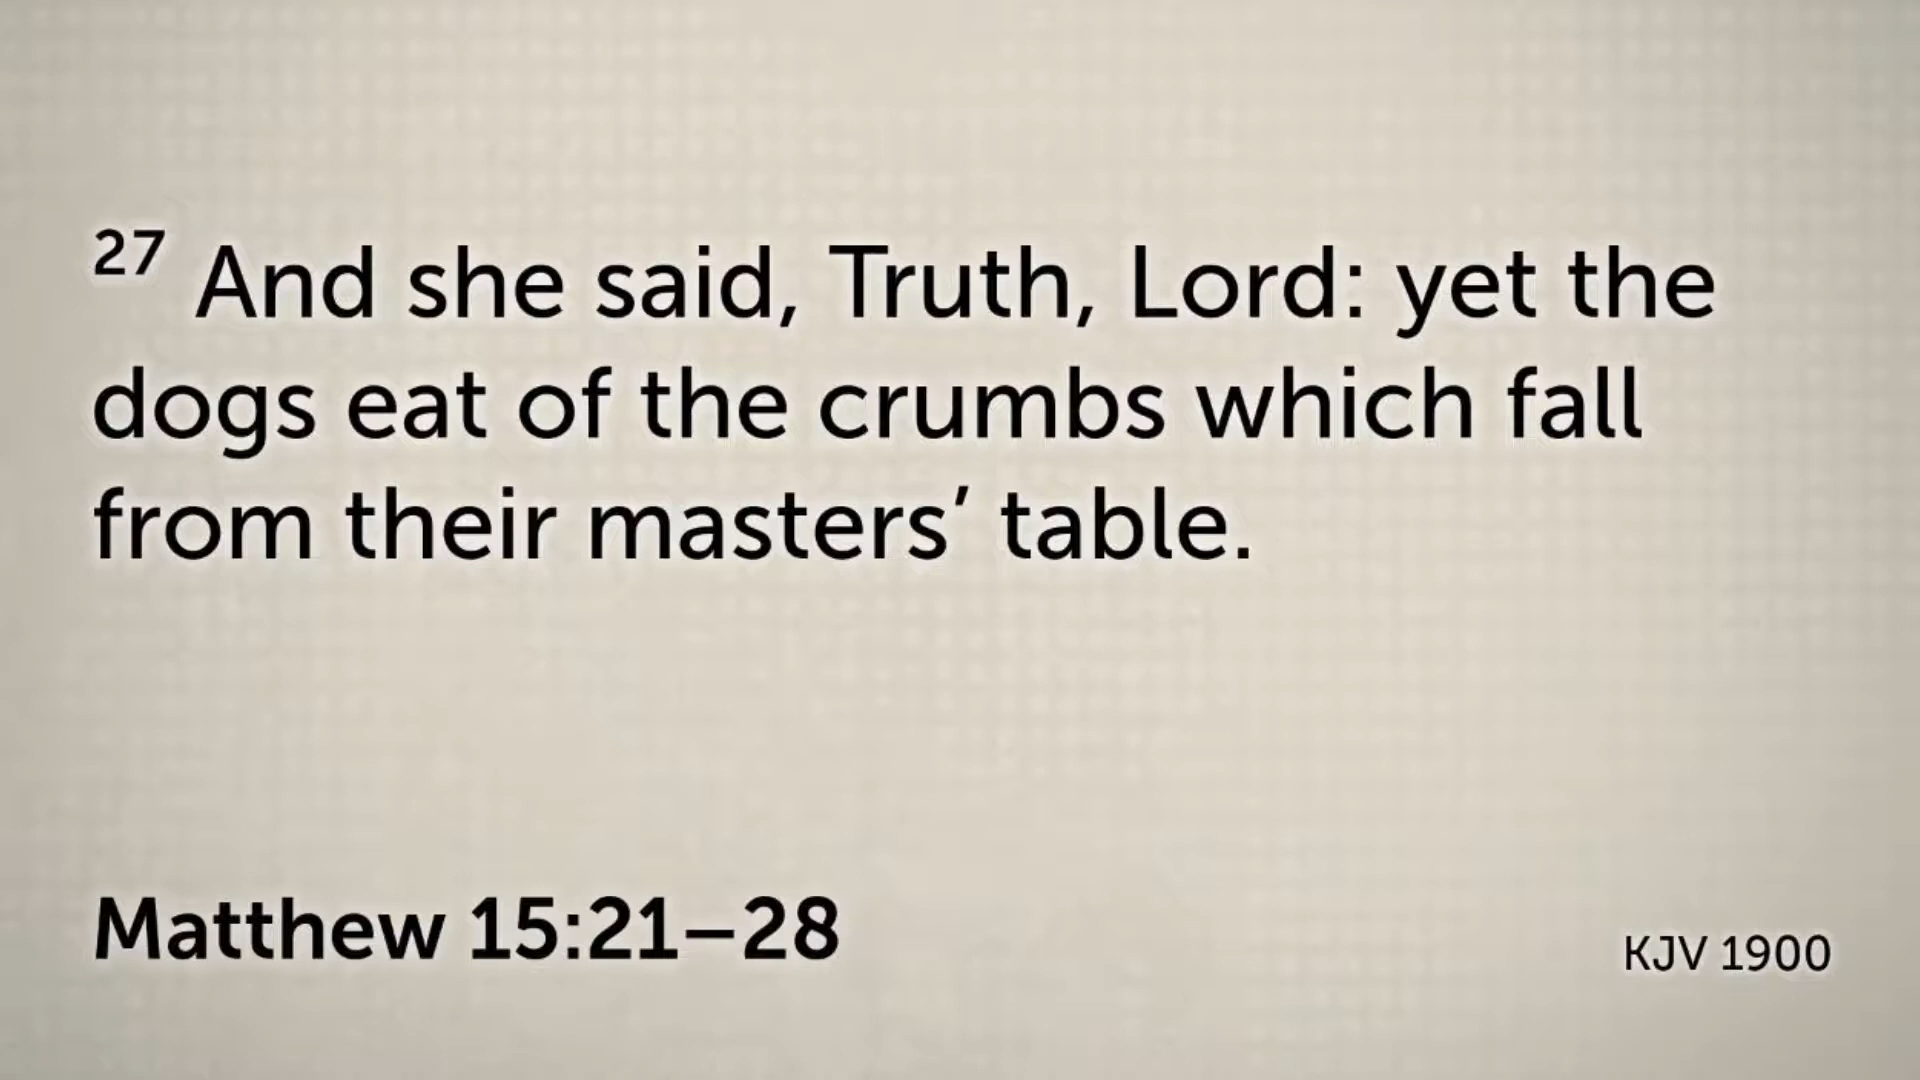 27 And she said, Truth, Lord: yet the
dogs eat of the crumbs which fall
from their masters’ table.
Matthew 15:21–28
KJV 1900